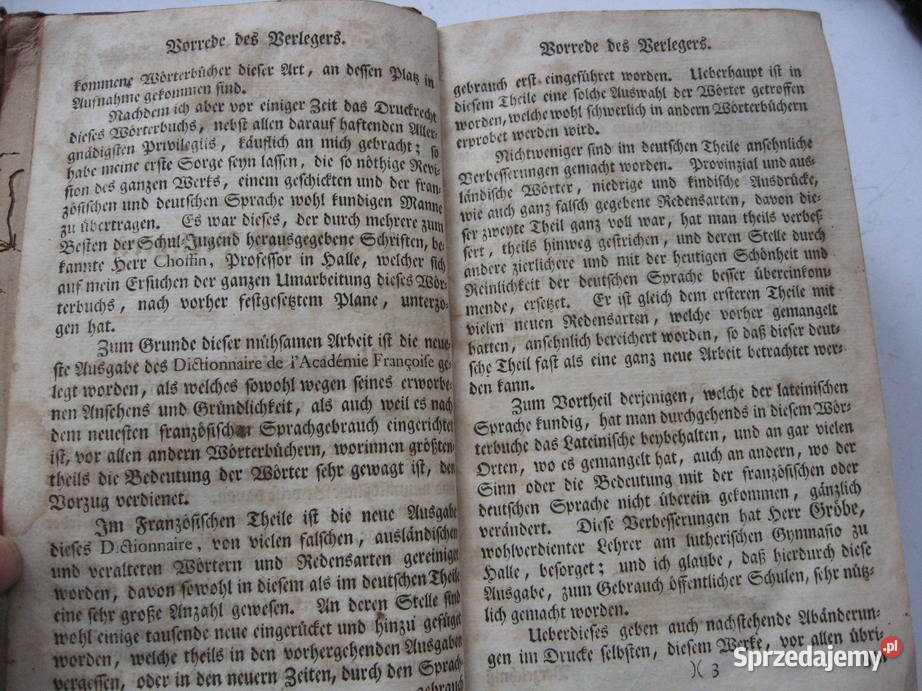 Vorrede des Verlegers.
kommene Wörterbücher dieser Art, an dessen Platz in
Aufnahme gekommen sind.
Nachdem ich aber vor einiger Zeit das Druckrecht
dieses Wörterbuchs, nebst allen darauf haftenden Aller-
gnädigsten Privilegiis, käuflich an mich gebracht; so
habe meine erste Sorge seyn lassen, die so nöthige Revi-
sion des ganzen Werks, einem geschickten und der fran-
zösischen und deutschen Sprache wohl kundigen Manne
zu übertragen. Es war dieses, der durch mehrere zum
Besten der Schul-Jugend herausgegebene Schriften, be-
kannte Herr Choffin, Professor in Halle, welcher sich
auf mein Ersuchen der ganzen Umarbeitung dieses Wör-
terbuchs, nach vorher festgesetztem Plane, unterzo-
gen hat.
Zum Grunde dieser mühsamen Arbeit ist die neue-
ste Ausgabe des Dictionnaire de l'Académie Françoise ge-
legt worden, als welches sowohl wegen seines erworbe-
nen Ansehens und Gründlichkeit, als auch weil es nach
dem neuesten französischen Sprachgebrauch eingerichtet
ist, vor allen andern Wörterbüchern, worinnen größten-
theils die Bedeutung der Wörter sehr gewagt ist, den
Vorzug verdienet.
Im Französischen Theile ist die neue Ausgabe
dieses Dictionnaire, von vielen falschen, ausländischen
und veralteten Wörtern und Redensarten gereiniget
worden, davon sowohl in diesem als im deutschen Theile
eine sehr große Anzahl gewesen. An deren Stelle sind
wohl einige tausende neue eingerücket und hinzu gefüget
worden, welche theils in den vorhergehenden Ausgaben
vergessen, oder in den neuern Zeiten, durch den Sprach-
gebrauch
Vorrede des Verlegers.
gebrauch erst eingeführet worden. Ueberhaupt ist in
diesem Theile eine solche Auswahl der Wörter getroffen
worden, welche wohl schwerlich in andern Wörterbüchern
erprobet werden wird.
Nichtweniger sind im deutschen Theile ansehnliche
Verbesserungen gemacht worden. Provinzial und aus-
ländische Wörter, niedrige und kindische Ausdrücke,
wie auch ganz falsch gegebene Redensarten, davon die-
ser zweyte Theil ganz voll war, hat man theils verbes-
sert, theils hinweg gestrichen, und deren Stelle durch
andere zierlichere und mit der heutigen Schönheit und
Reinlichkeit der deutschen Sprache besser übereinkom-
mende, ersetzet. Er ist gleich dem ersteren Theile mit
vielen neuen Redensarten, welche vorher gemangelt
hatten, ansehnlich bereichert worden, so daß dieser deut-
sche Theil fast als eine ganz neue Arbeit betrachtet wer-
den kann.
Zum Vortheil derjenigen, welche der lateinischen
Sprache kundig, hat man durchgehends in diesem Wör-
terbuche das Lateinische beybehalten, und an gar vielen
Orten, wo es gemangelt hat, auch an andern, wo der
Sinn oder die Bedeutung mit der französischen oder
deutschen Sprache nicht überein gekommen, gänzlich
verändert. Diese Verbesserungen hat Herr Gröbe,
wohlverdienter Lehrer am lutherischen Gymnasio zu
Halle, besorget; und ich glaube, daß hierdurch diese
Ausgabe, zum Gebrauch öffentlicher Schulen, sehr nütz-
lich gemacht worden.
Ueberdieses geben auch nachstehende Abänderun-
gen im Drucke selbsten, diesem Werke, vor allen übri-
)( 3
Sprzedajemy.pl